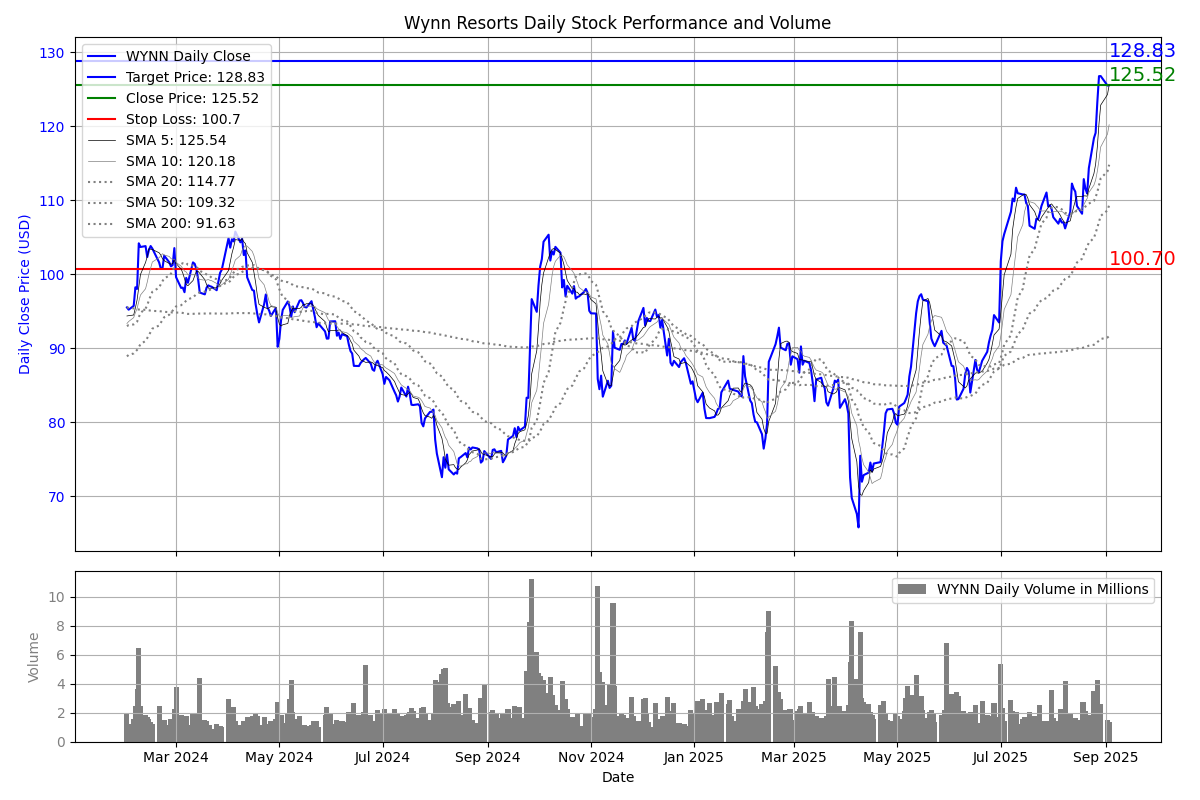 Wynn Resorts Daily Stock Performance and Volume
Daily Close Price (USD)
130
120
110
100
90
80
70
WYNN Daily Close
Target Price: 128.83
Close Price: 125.52
Stop Loss: 100.7
SMA 5: 125.54
SMA 10: 120.18
SMA 20: 114.77
SMA 50: 109.32
SMA 200: 91.63
128.83
125.52
100.70
Volume
10
8
6
4
2
0
WYNN Daily Volume in Millions
Mar 2024 May 2024 Jul 2024 Sep 2024 Nov 2024 Jan 2025 Mar 2025 May 2025 Jul 2025 Sep 2025
Date